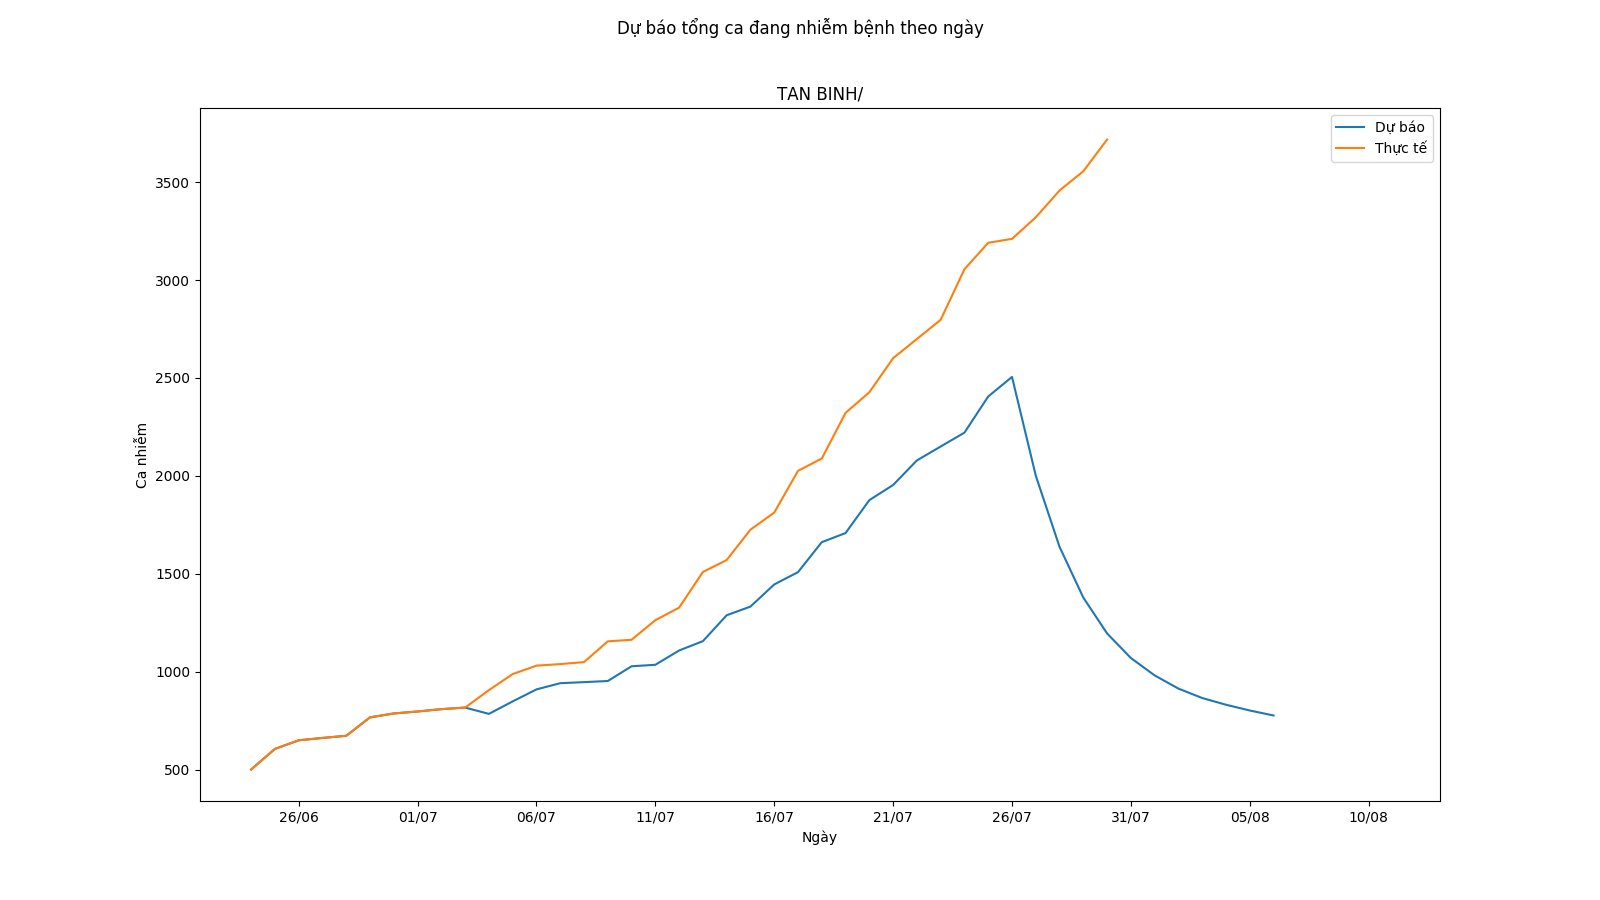 Dự báo tổng ca đang nhiễm bệnh theo ngày
TAN BINH/
Dự báo
Thực tế
3500
3000
2500
2000
1500
1000
500
Ca nhiễm
26/06 01/07 06/07 11/07 16/07 21/07 26/07 31/07 05/08 10/08
Ngày